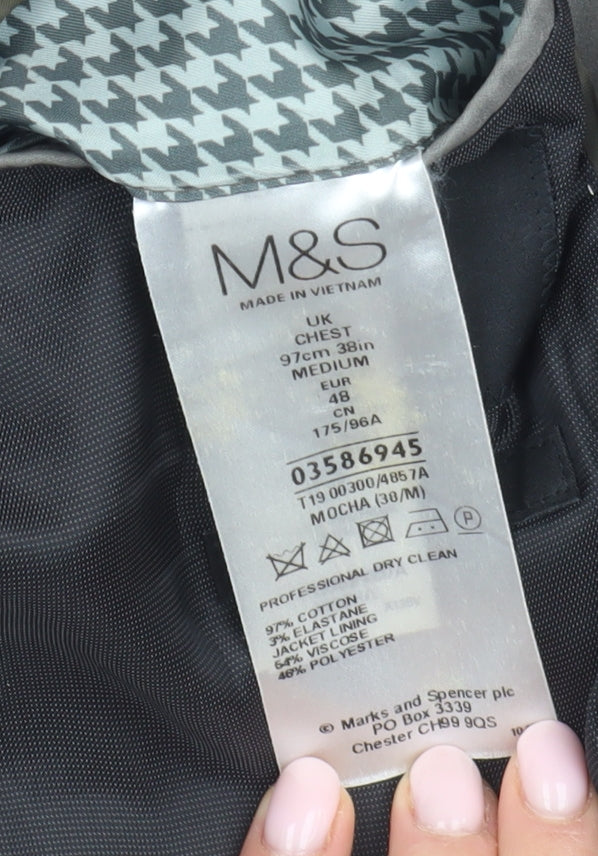 M&S
MADE IN VIETNAM
UK
CHEST
97cm 38in
MEDIUM
EUR
48
CN
175/96A
03586945
T19 00300/4857A
MOCHA (38/M)
P
PROFESSIONAL DRY CLEAN
97% COTTON
3% ELASTANE
JACKET LINING
54% VISCOSE
46% POLYESTER
© Marks and Spencer plc
PO Box 3339
Chester CH99 9QS